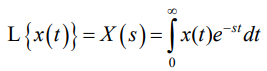 L{x(t)} = X(s) = ∫₀^∞ x(t)e^{-st} dt